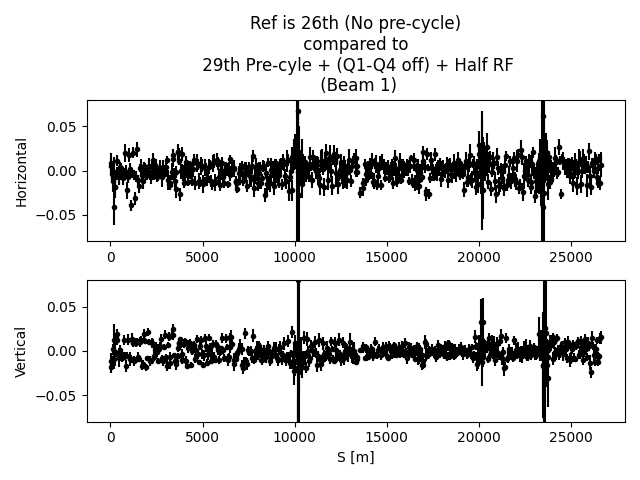 Ref is 26th (No pre-cycle)
compared to
29th Pre-cyle + (Q1-Q4 off) + Half RF
(Beam 1)
0.05
0.00
−0.05
Horizontal
0 5000 10000 15000 20000 25000
0.05
0.00
−0.05
Vertical
0 5000 10000 15000 20000 25000
S [m]